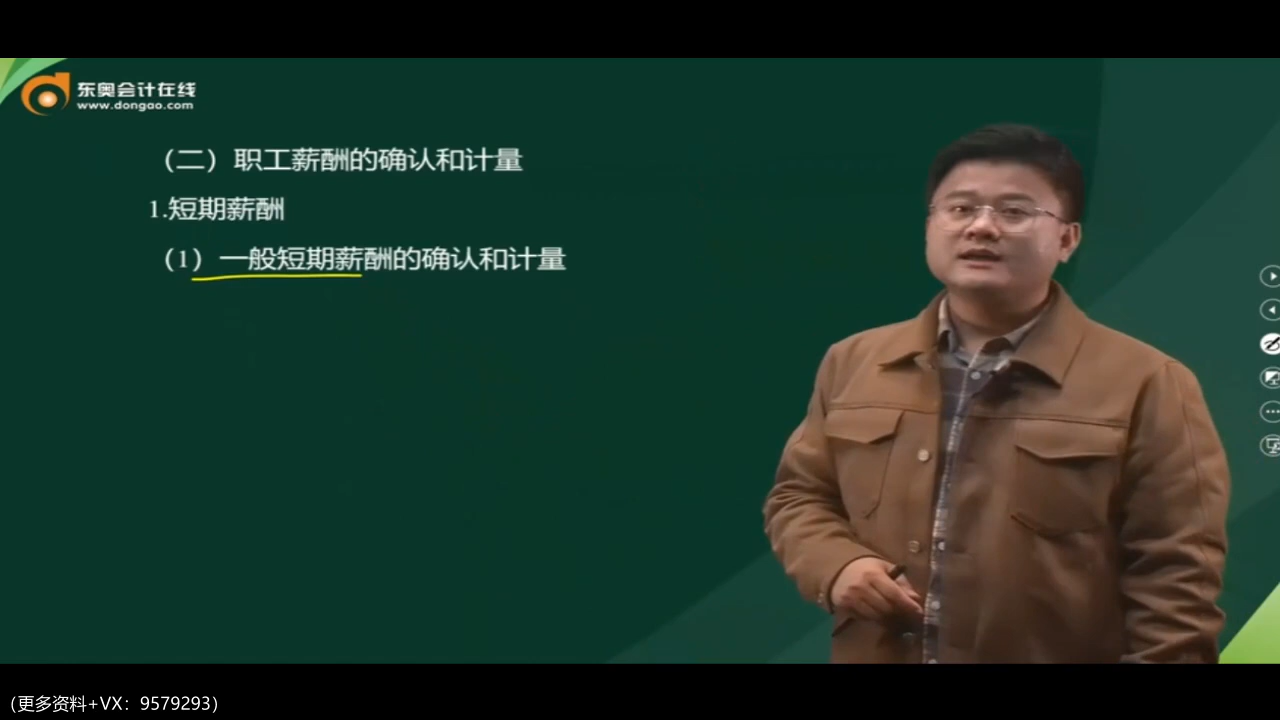 东奥会计在线
www.dongao.com
（二）职工薪酬的确认和计量
1.短期薪酬
（1）一般短期薪酬的确认和计量
(更多资料+VX：9579293)